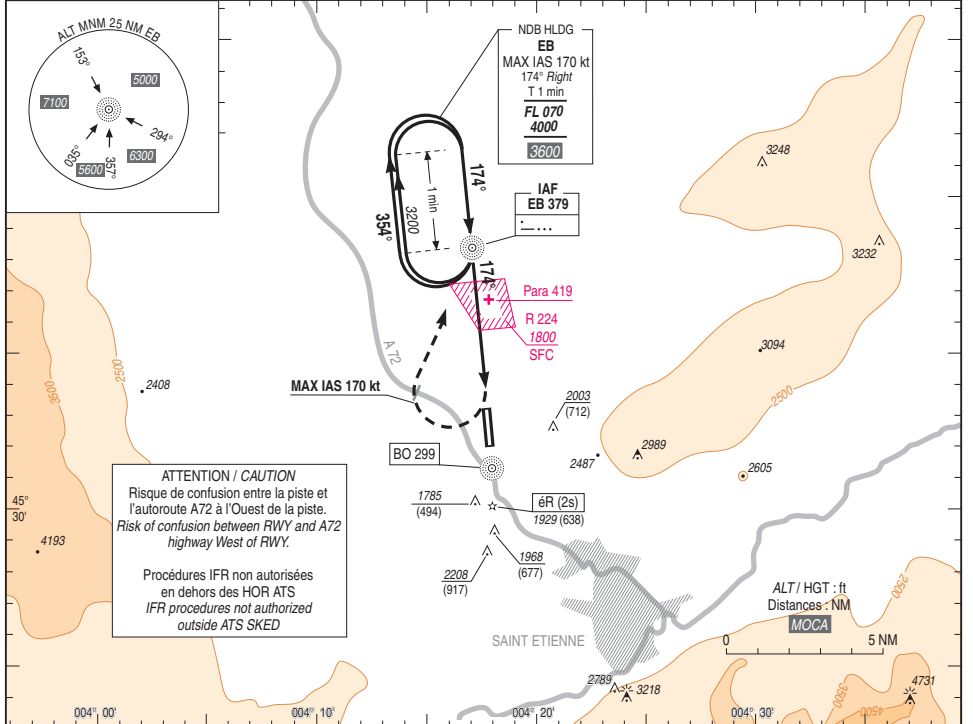 ALT MNM 25 NM EB
153°
5000
7100
294°
035°
5600
357°
6300
NDB HLDG
EB
MAX IAS 170 kt
174° Right
T 1 min
FL 070
4000
3600
IAF
EB 379
174°
1 min
3200
354°
174°
Para 419
R 224
1800
SFC
3248
3232
3094
2500
3500
2500
2408
A 72
MAX IAS 170 kt
2003
(712)
2989
2487
2605
BO 299
1785
(494)
éR (2s)
1929 (638)
1968
(677)
2208
(917)
45°
30'
4193
ATTENTION / CAUTION
Risque de confusion entre la piste et
l'autoroute A72 à l'Ouest de la piste.
Risk of confusion between RWY and A72
highway West of RWY.
Procédures IFR non autorisées
en dehors des HOR ATS
IFR procedures not authorized
outside ATS SKED
SAINT ETIENNE
ALT / HGT : ft
Distances : NM
MOCA
0
5 NM
2500
2789
3218
3500
4500
4731
004° 00'
004° 10'
004° 20'
004° 30'